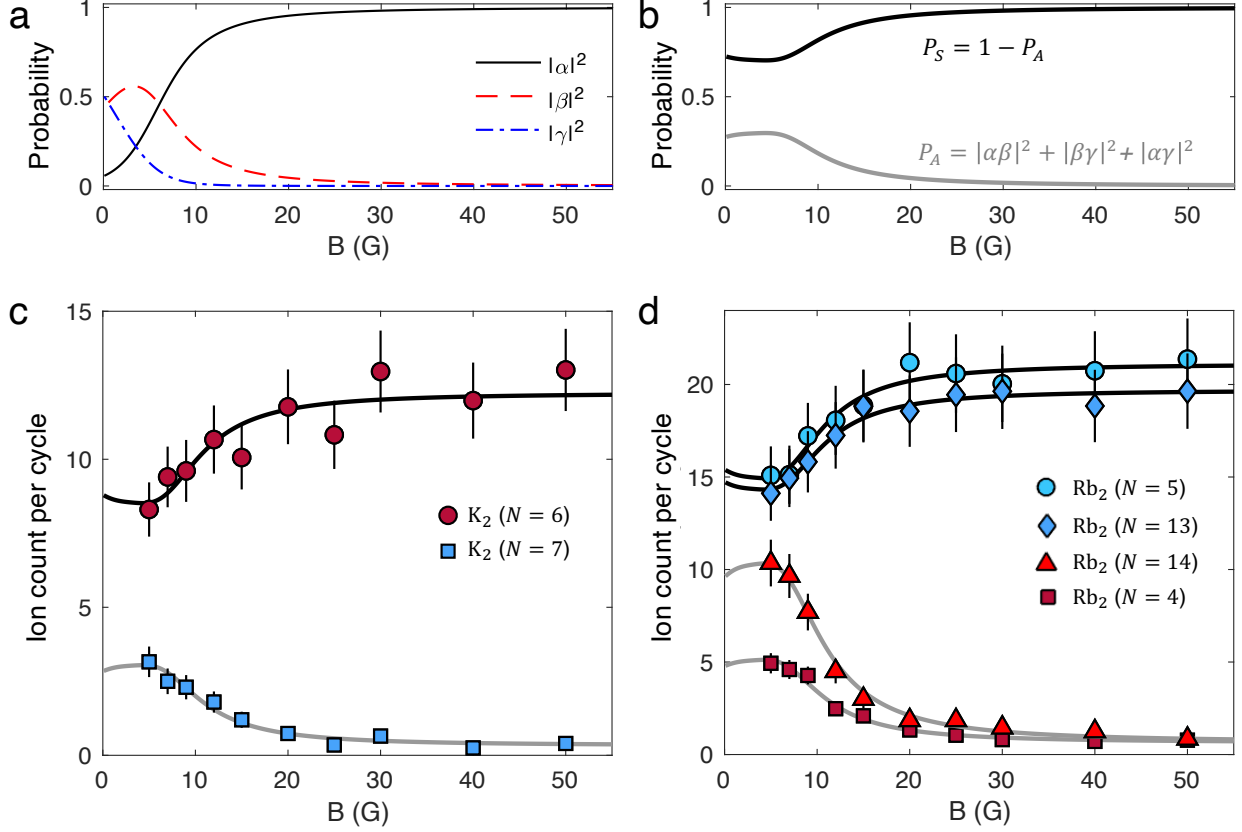 a
Probability
1
0.5
0
|α|²
|β|²
|γ|²
0 10 20 30 40 50
B (G)
b
Probability
1
0.5
0
P_S = 1 − P_A
P_A = |αβ|² + |βγ|² + |αγ|²
0 10 20 30 40 50
B (G)
c
Ion count per cycle
15
10
5
0
K₂ (N = 6)
K₂ (N = 7)
0 10 20 30 40 50
B (G)
d
Ion count per cycle
20
15
10
5
0
Rb₂ (N = 5)
Rb₂ (N = 13)
Rb₂ (N = 14)
Rb₂ (N = 4)
0 10 20 30 40 50
B (G)